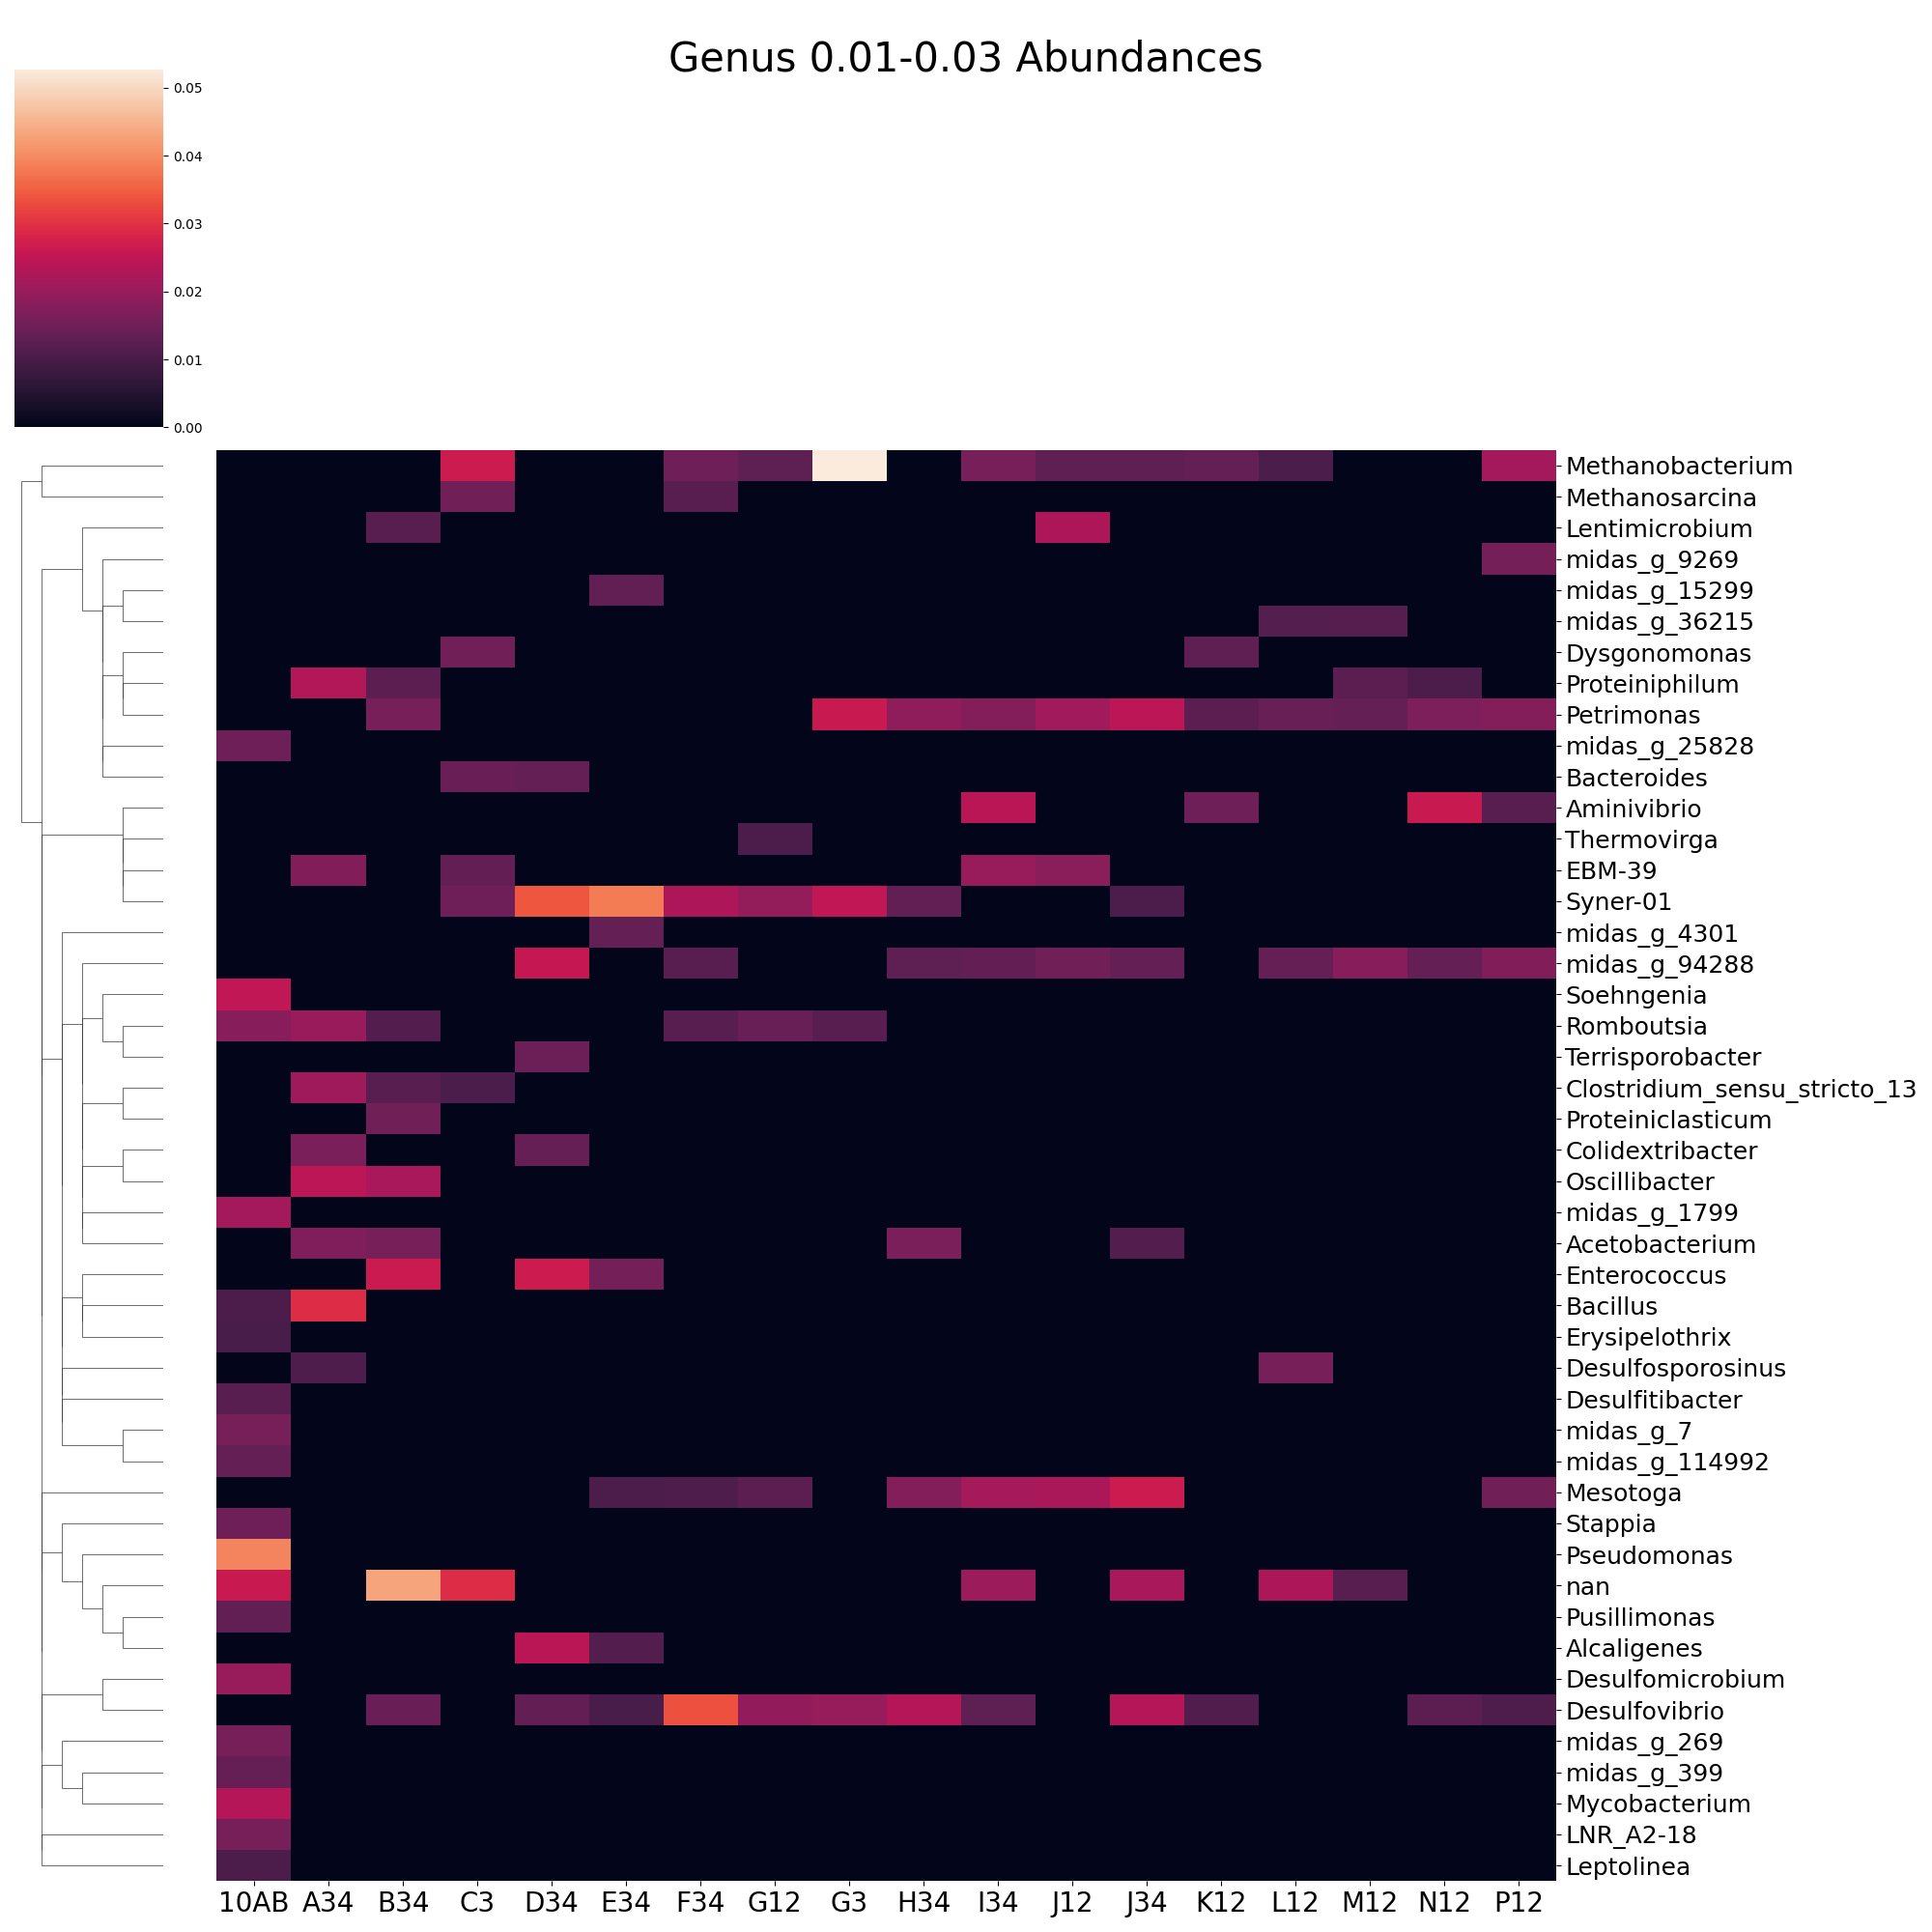 Genus 0.01-0.03 Abundances
0.05
0.04
0.03
0.02
0.01
0.00
Methanobacterium
Methanosarcina
Lentimicrobium
midas_g_9269
midas_g_15299
midas_g_36215
Dysgonomonas
Proteiniphilum
Petrimonas
midas_g_25828
Bacteroides
Aminivibrio
Thermovirga
EBM-39
Syner-01
midas_g_4301
midas_g_94288
Soehngenia
Romboutsia
Terrisporobacter
Clostridium_sensu_stricto_13
Proteiniclasticum
Colidextribacter
Oscillibacter
midas_g_1799
Acetobacterium
Enterococcus
Bacillus
Erysipelothrix
Desulfosporosinus
Desulfitibacter
midas_g_7
midas_g_114992
Mesotoga
Stappia
Pseudomonas
nan
Pusillimonas
Alcaligenes
Desulfomicrobium
Desulfovibrio
midas_g_269
midas_g_399
Mycobacterium
LNR_A2-18
Leptolinea
10AB A34 B34 C3 D34 E34 F34 G12 G3 H34 I34 J12 J34 K12 L12 M12 N12 P12